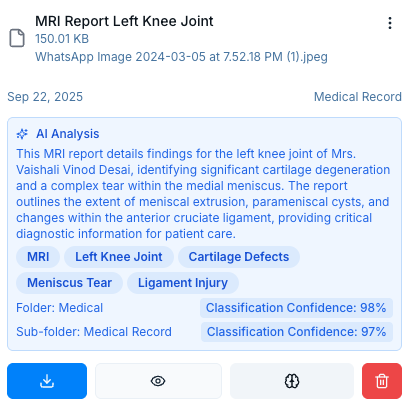 MRI Report Left Knee Joint
150.01 KB
WhatsApp Image 2024-03-05 at 7.52.18 PM (1).jpeg
Sep 22, 2025 Medical Record
AI Analysis
This MRI report details findings for the left knee joint of Mrs.
Vaishali Vinod Desai, identifying significant cartilage degeneration
and a complex tear within the medial meniscus. The report
outlines the extent of meniscal extrusion, parameniscal cysts, and
changes within the anterior cruciate ligament, providing critical
diagnostic information for patient care.
MRI Left Knee Joint Cartilage Defects
Meniscus Tear Ligament Injury
Folder: Medical Classification Confidence: 98%
Sub-folder: Medical Record Classification Confidence: 97%